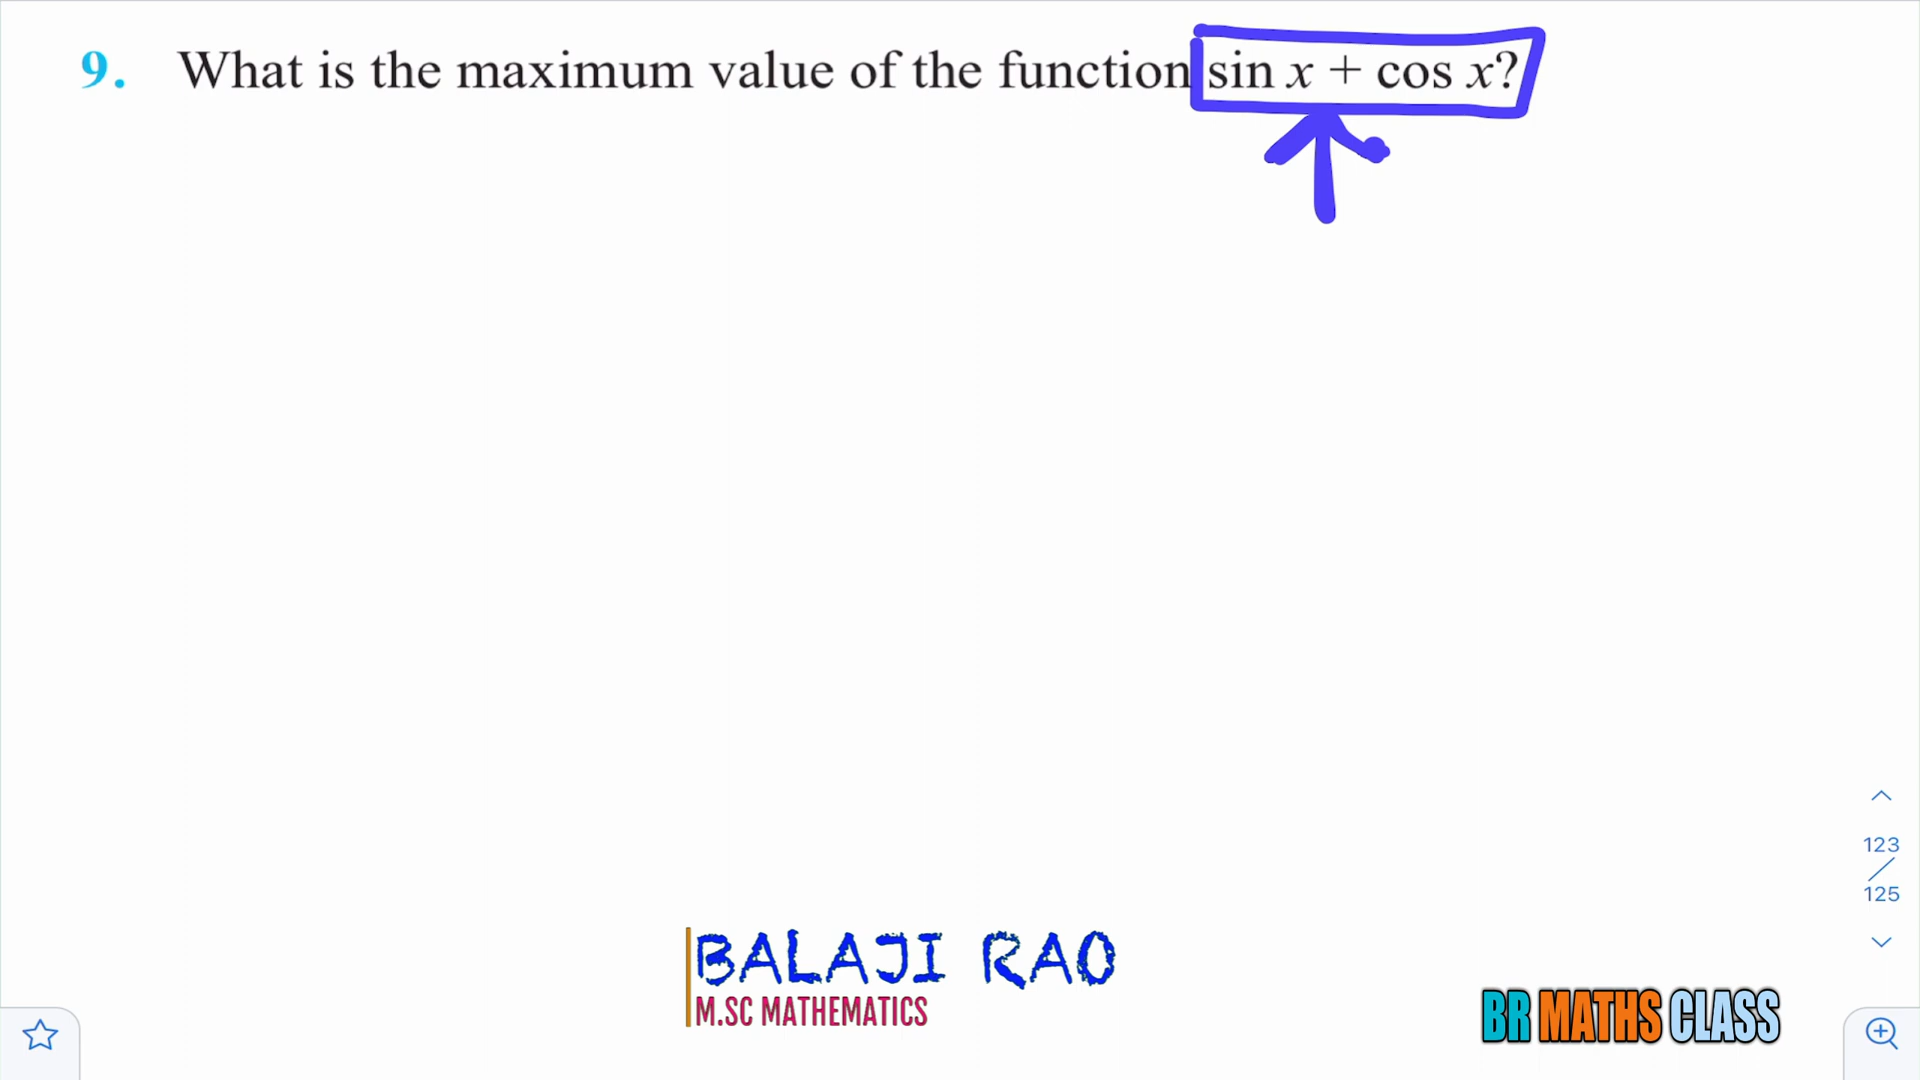 9. What is the maximum value of the function sin x + cos x?
123
/
125
BALAJI RAO
M.SC MATHEMATICS
BR MATHS CLASS